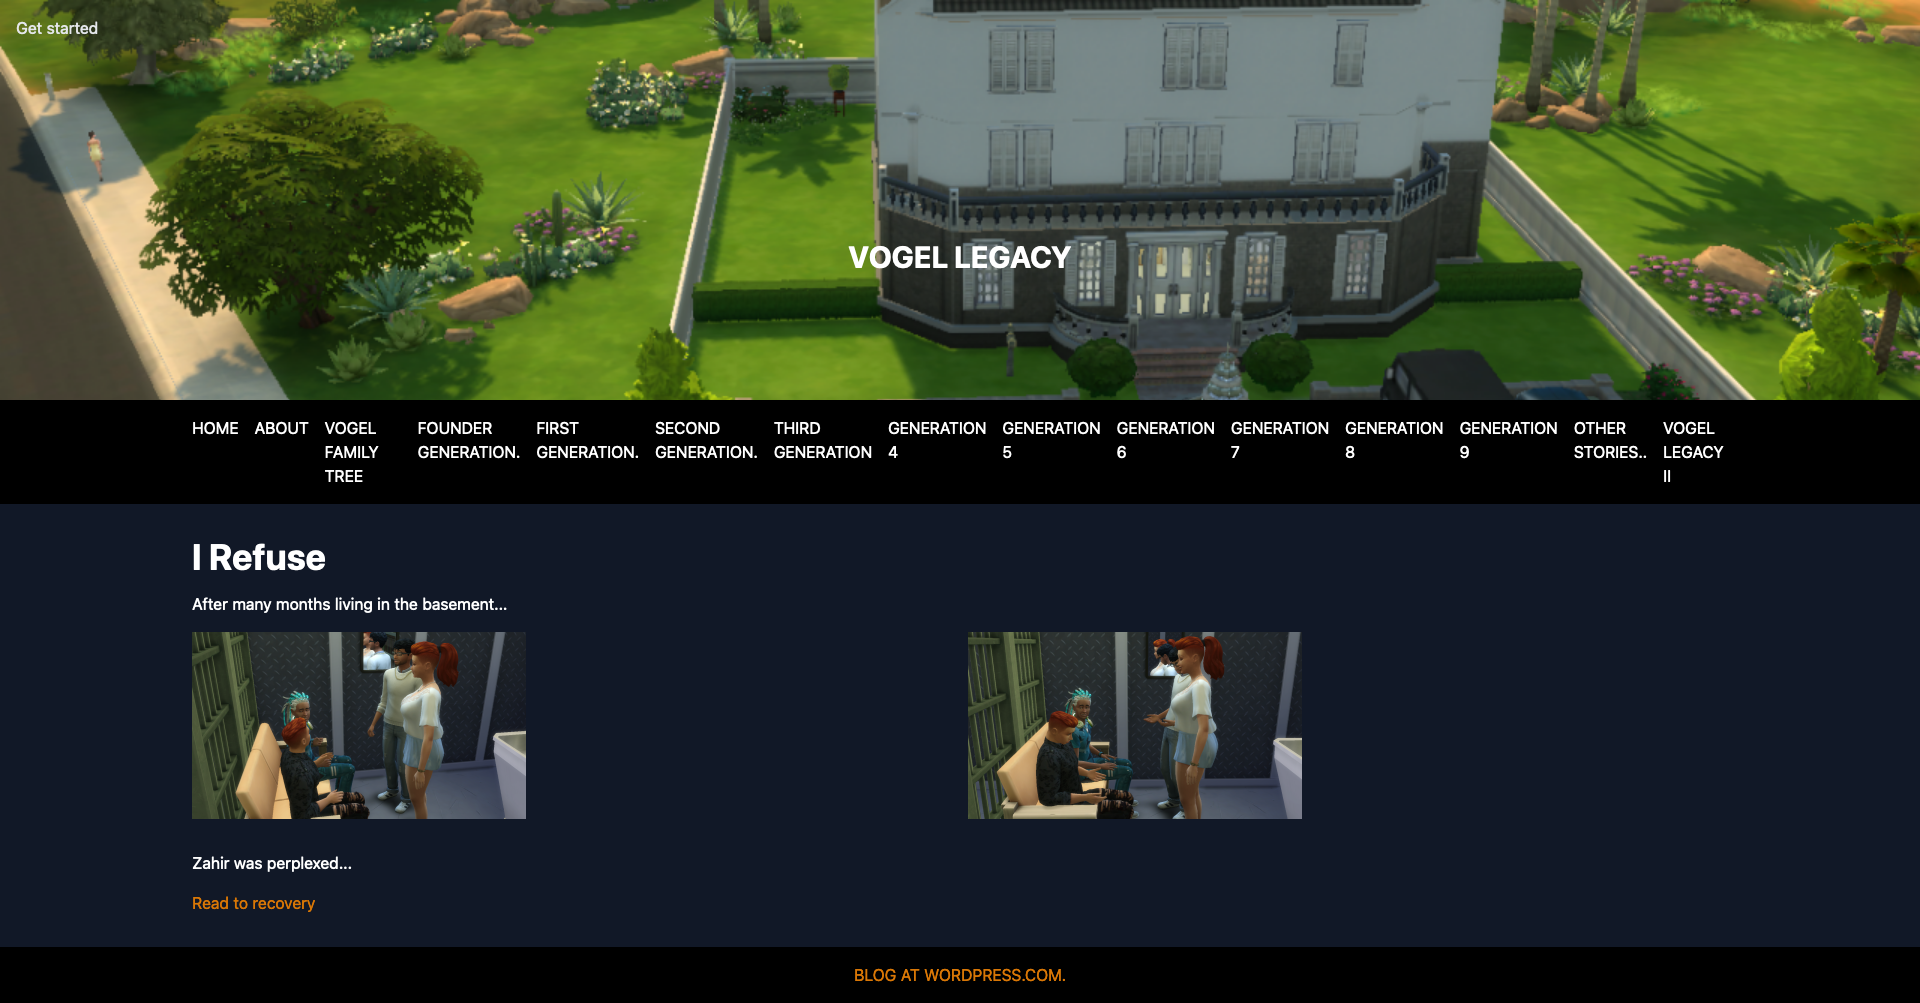 Get started
VOGEL LEGACY
HOME
ABOUT
VOGEL
FAMILY
TREE
FOUNDER
GENERATION.
FIRST
GENERATION.
SECOND
GENERATION.
THIRD
GENERATION
GENERATION
4
GENERATION
5
GENERATION
6
GENERATION
7
GENERATION
8
GENERATION
9
OTHER
STORIES..
VOGEL
LEGACY
II
I Refuse
After many months living in the basement...
Zahir was perplexed...
Read to recovery
BLOG AT WORDPRESS.COM.